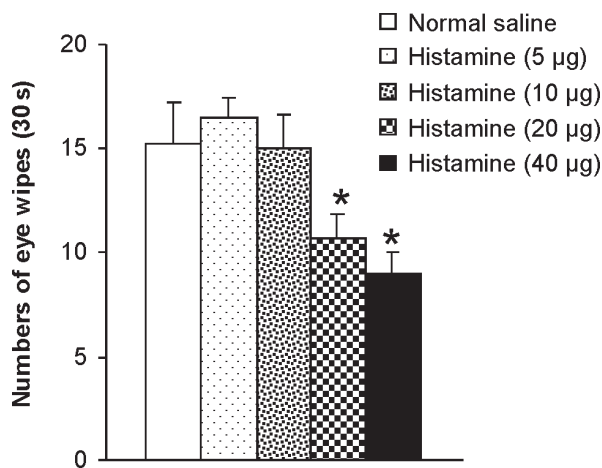 Normal saline
Histamine (5 µg)
Histamine (10 µg)
Histamine (20 µg)
Histamine (40 µg)
Numbers of eye wipes (30 s)
20
15
10
5
0
*
*